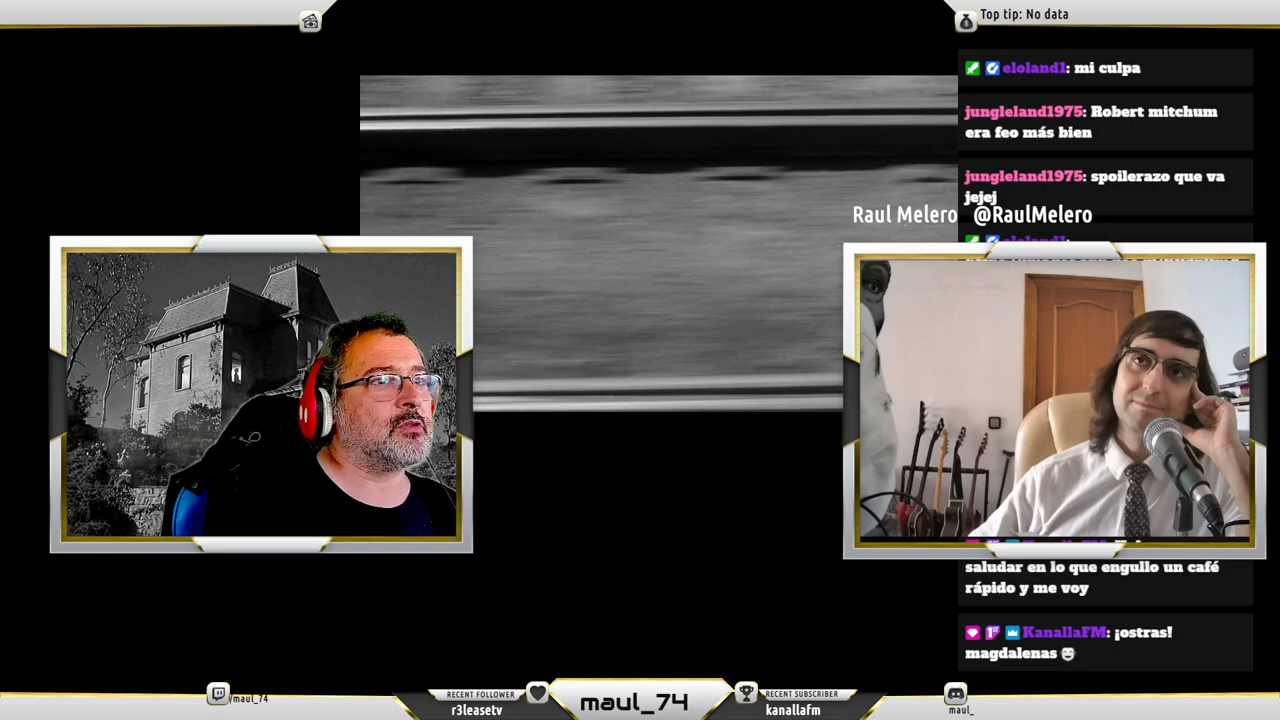 Top tip: No data
eloland1: mi culpa
jungleland1975: Robert mitchum
era feo más bien
jungleland1975: spoilerazo que va
jejej
Raul Melero @RaulMelero
eloland1:
saludar en lo que engullo un café
rápido y me voy
KanallaFM: ¡ostras!
magdalenas
/maul_74
RECENT FOLLOWER
r3leasetv
maul_74
RECENT SUBSCRIBER
kanallafm
maul_